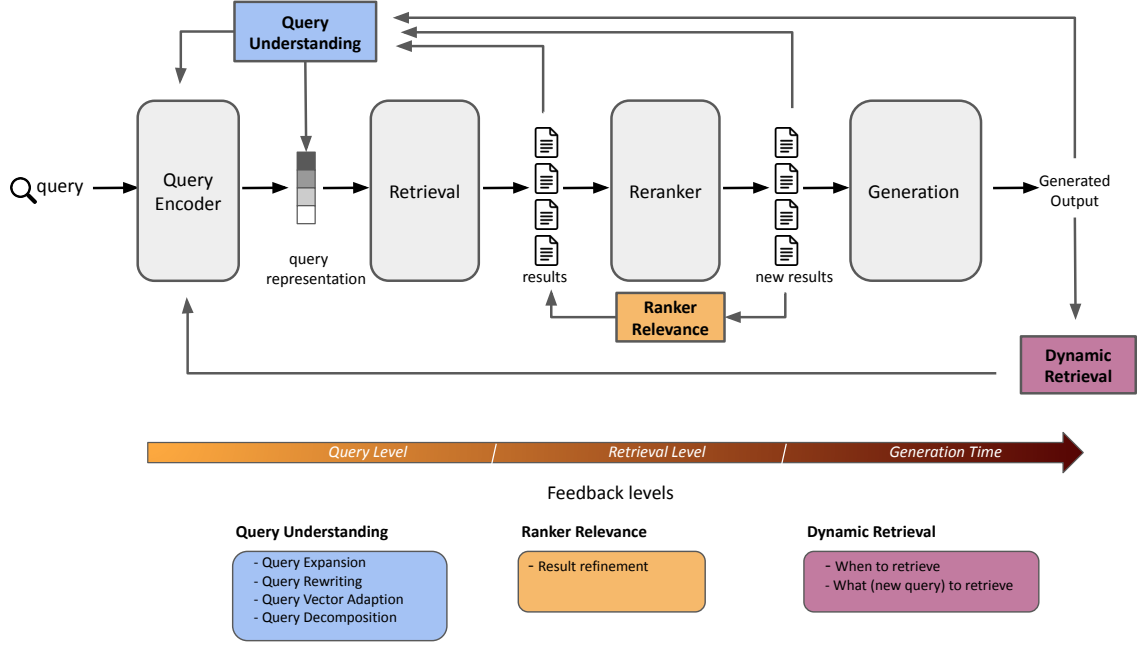 Query
Understanding
query
Query
Encoder
query
representation
Retrieval
results
Reranker
new results
Generation
Generated
Output
Ranker
Relevance
Dynamic
Retrieval
Query Level
Retrieval Level
Generation Time
Feedback levels
Query Understanding
- Query Expansion
- Query Rewriting
- Query Vector Adaption
- Query Decomposition
Ranker Relevance
- Result refinement
Dynamic Retrieval
- When to retrieve
- What (new query) to retrieve